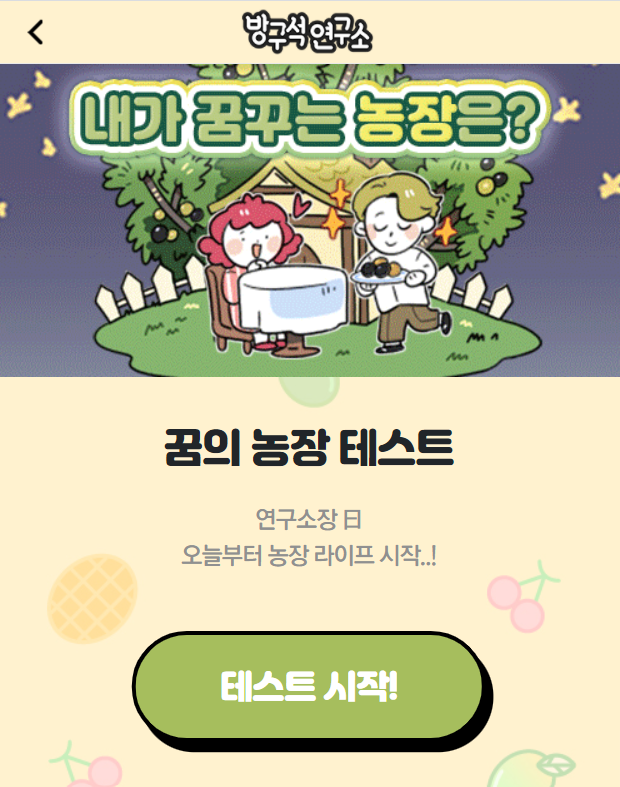 방구석 연구소
내가 꿈꾸는 농장은?
꿈의 농장 테스트
연구소장 日
오늘부터 농장 라이프 시작..!
테스트 시작!